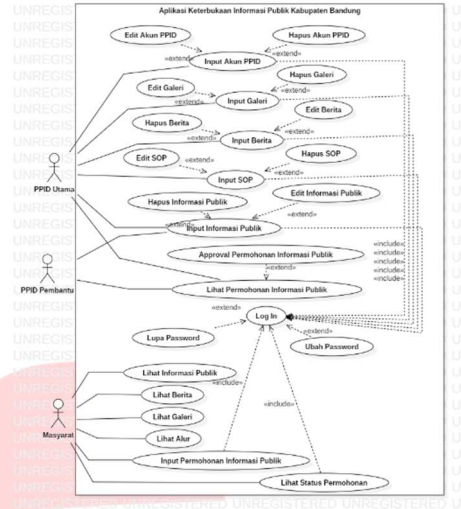 Aplikasi Keterbukaan Informasi Publik Kabupaten Bandung
Edit Akun PPID
Hapus Akun PPID
«extend»
«extend»
Input Akun PPID
Hapus Galeri
Edit Galeri
«extend»
«extend»
Input Galeri
Edit Berita
Hapus Berita
«extend»
«extend»
Input Berita
Edit SOP
Hapus SOP
«extend»
«extend»
Input SOP
PPID Utama
Hapus Informasi Publik
Edit Informasi Publik
«extend»
«extend»
Input Informasi Publik
Approval Permohonan Informasi Publik
«include»
«include»
«include»
«include»
«include»
«extend»
PPID Pembantu
Lihat Permohonan Informasi Publik
«extend»
Log In
«extend»
Lupa Password
Ubah Password
Lihat Informasi Publik
«include»
Lihat Berita
«include»
Masyarat
Lihat Galeri
Lihat Alur
Input Permohonan Informasi Publik
Lihat Status Permohonan
UNREGISTERED UNREGISTERED UNREGISTERED